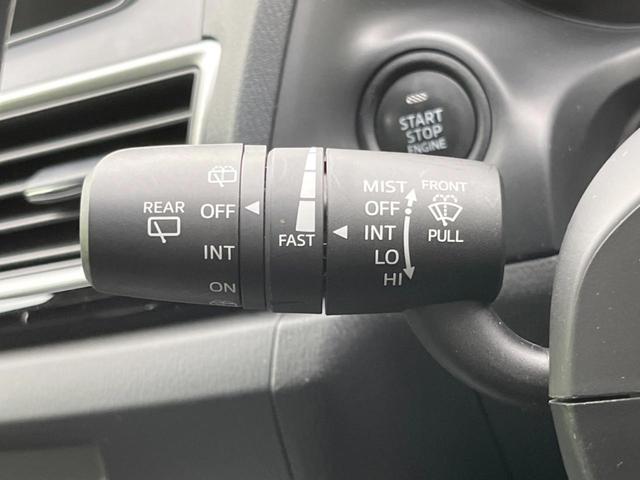 START
STOP
ENGINE
REAR
OFF
INT
ON
FAST
MIST
OFF
INT
LO
HI
FRONT
PULL